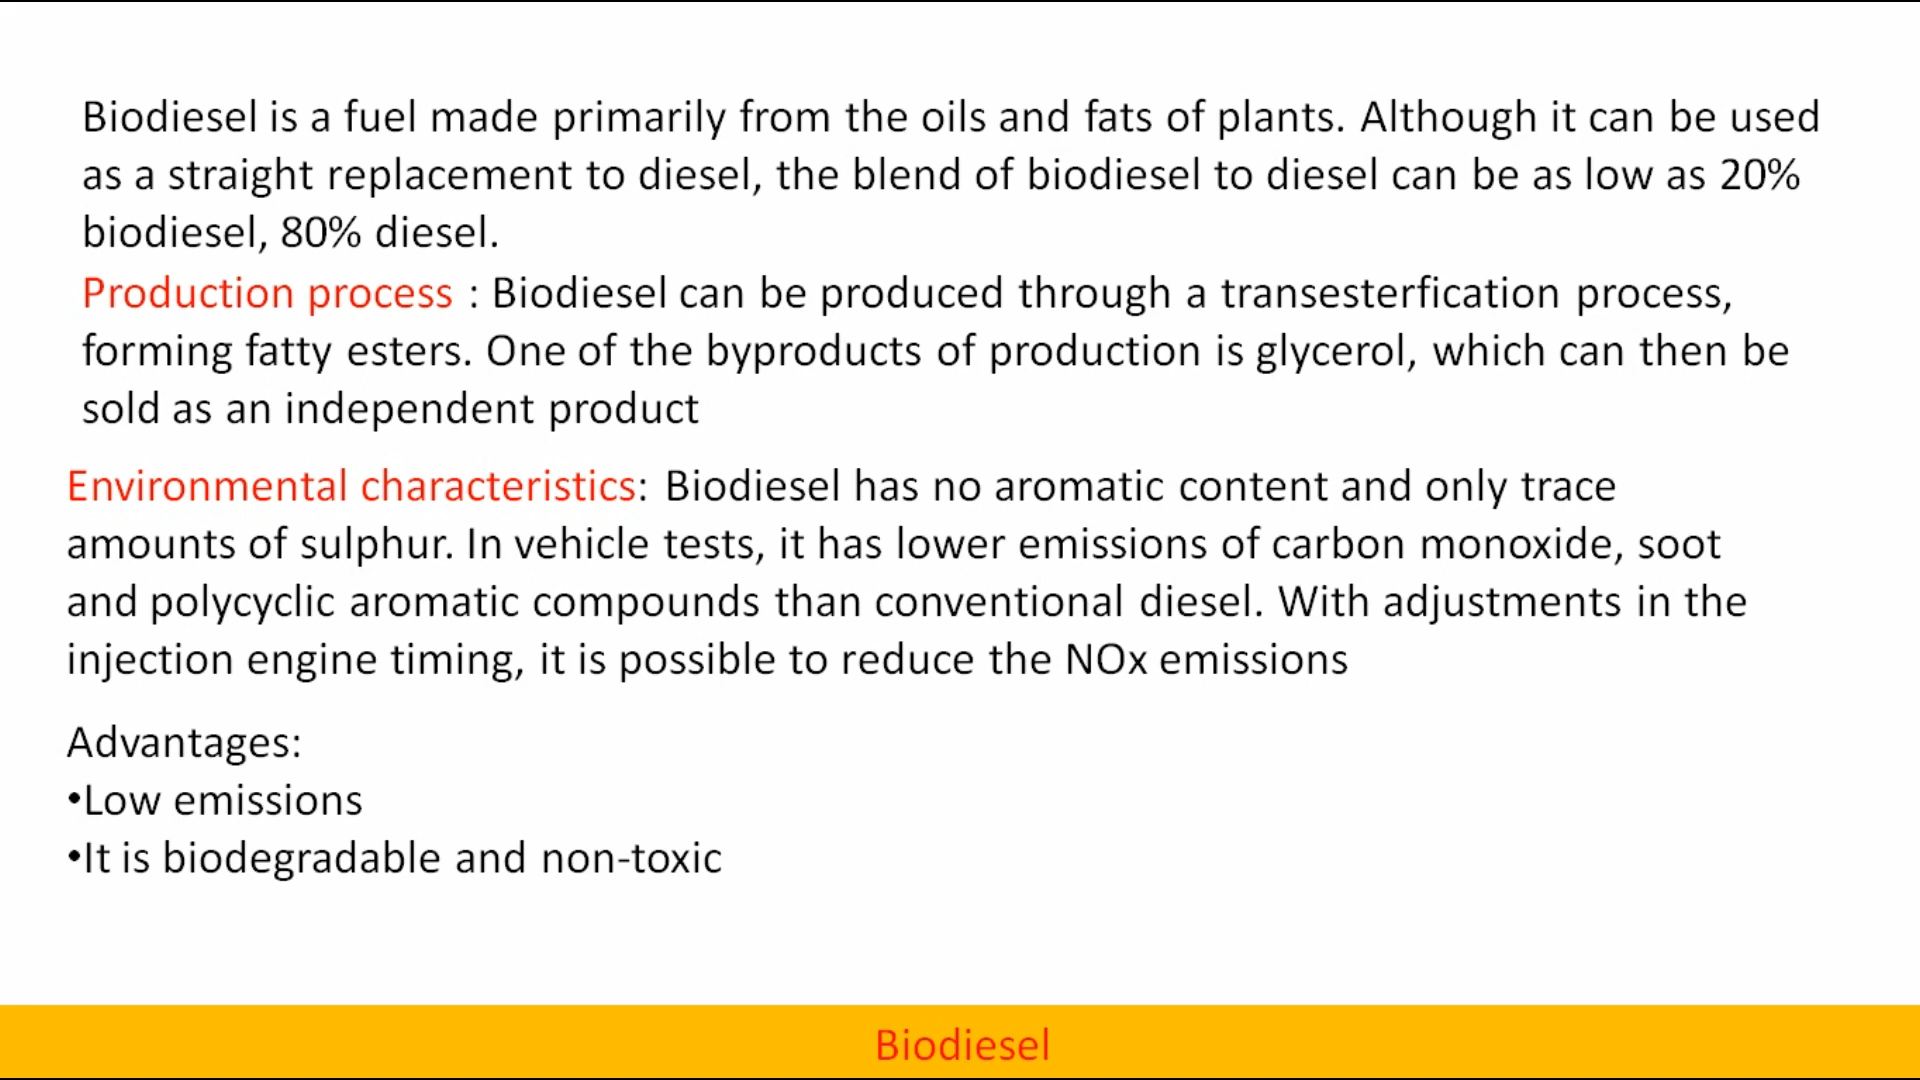 Biodiesel is a fuel made primarily from the oils and fats of plants. Although it can be used
as a straight replacement to diesel, the blend of biodiesel to diesel can be as low as 20%
biodiesel, 80% diesel.
Production process : Biodiesel can be produced through a transesterfication process,
forming fatty esters. One of the byproducts of production is glycerol, which can then be
sold as an independent product
Environmental characteristics: Biodiesel has no aromatic content and only trace
amounts of sulphur. In vehicle tests, it has lower emissions of carbon monoxide, soot
and polycyclic aromatic compounds than conventional diesel. With adjustments in the
injection engine timing, it is possible to reduce the NOx emissions
Advantages:
•Low emissions
•It is biodegradable and non-toxic
Biodiesel